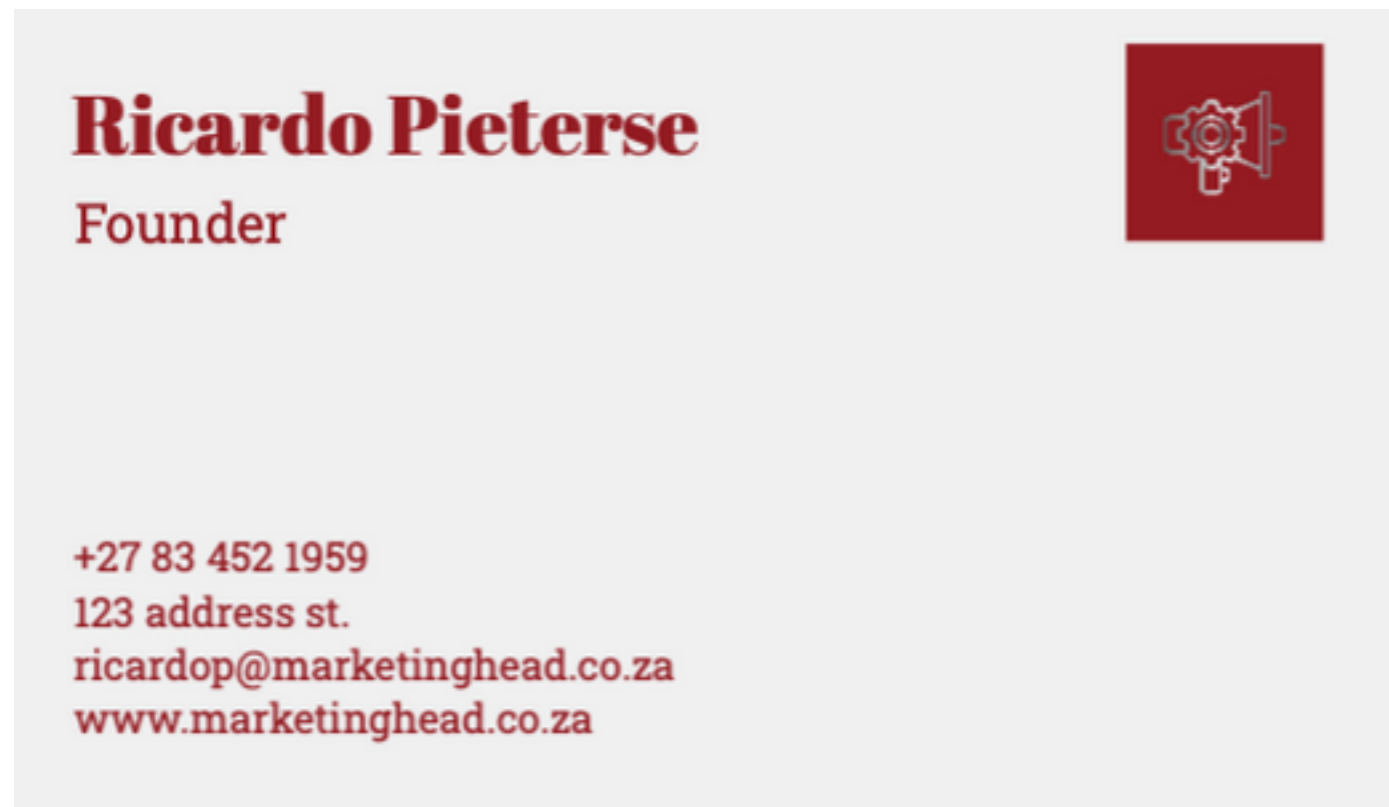 Ricardo Pieterse
Founder
+27 83 452 1959
123 address st.
ricardop@marketinghead.co.za
www.marketinghead.co.za